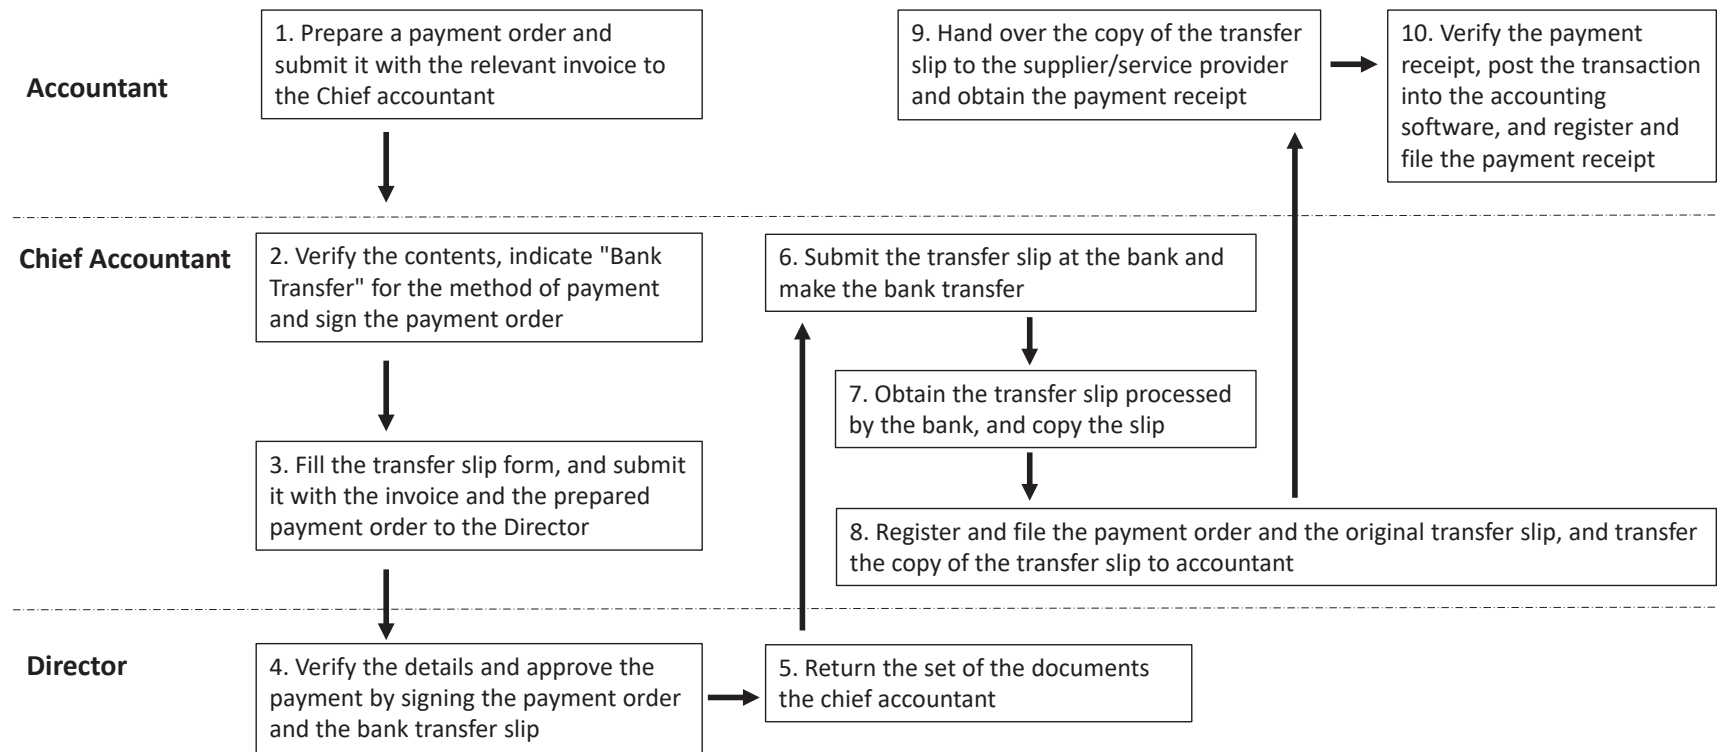 Accountant
1. Prepare a payment order and
submit it with the relevant invoice to
the Chief accountant
9. Hand over the copy of the transfer
slip to the supplier/service provider
and obtain the payment receipt
10. Verify the payment
receipt, post the transaction
into the accounting
software, and register and
file the payment receipt
Chief Accountant
2. Verify the contents, indicate "Bank
Transfer" for the method of payment
and sign the payment order
6. Submit the transfer slip at the bank and
make the bank transfer
7. Obtain the transfer slip processed
by the bank, and copy the slip
3. Fill the transfer slip form, and submit
it with the invoice and the prepared
payment order to the Director
8. Register and file the payment order and the original transfer slip, and transfer
the copy of the transfer slip to accountant
Director
4. Verify the details and approve the
payment by signing the payment order
and the bank transfer slip
5. Return the set of the documents
the chief accountant